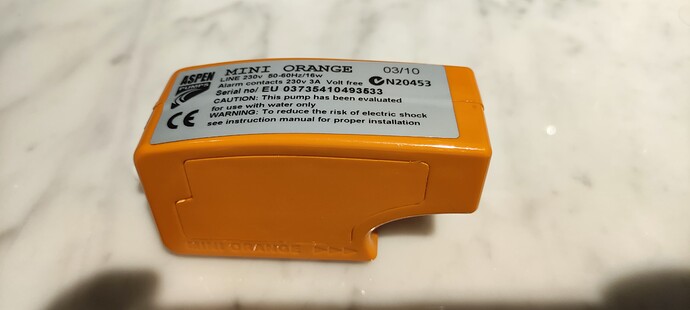 ASPEN
PUMPS
MINI ORANGE
03/10
LINE 230v 50-60Hz/16w
Alarm contacts 230v 3A Volt free
N20453
Serial no/ EU 03735410493533
CAUTION: This pump has been evaluated
for use with water only
WARNING: To reduce the risk of electric shock
see instruction manual for proper installation
CE
MINI ORANGE >>>